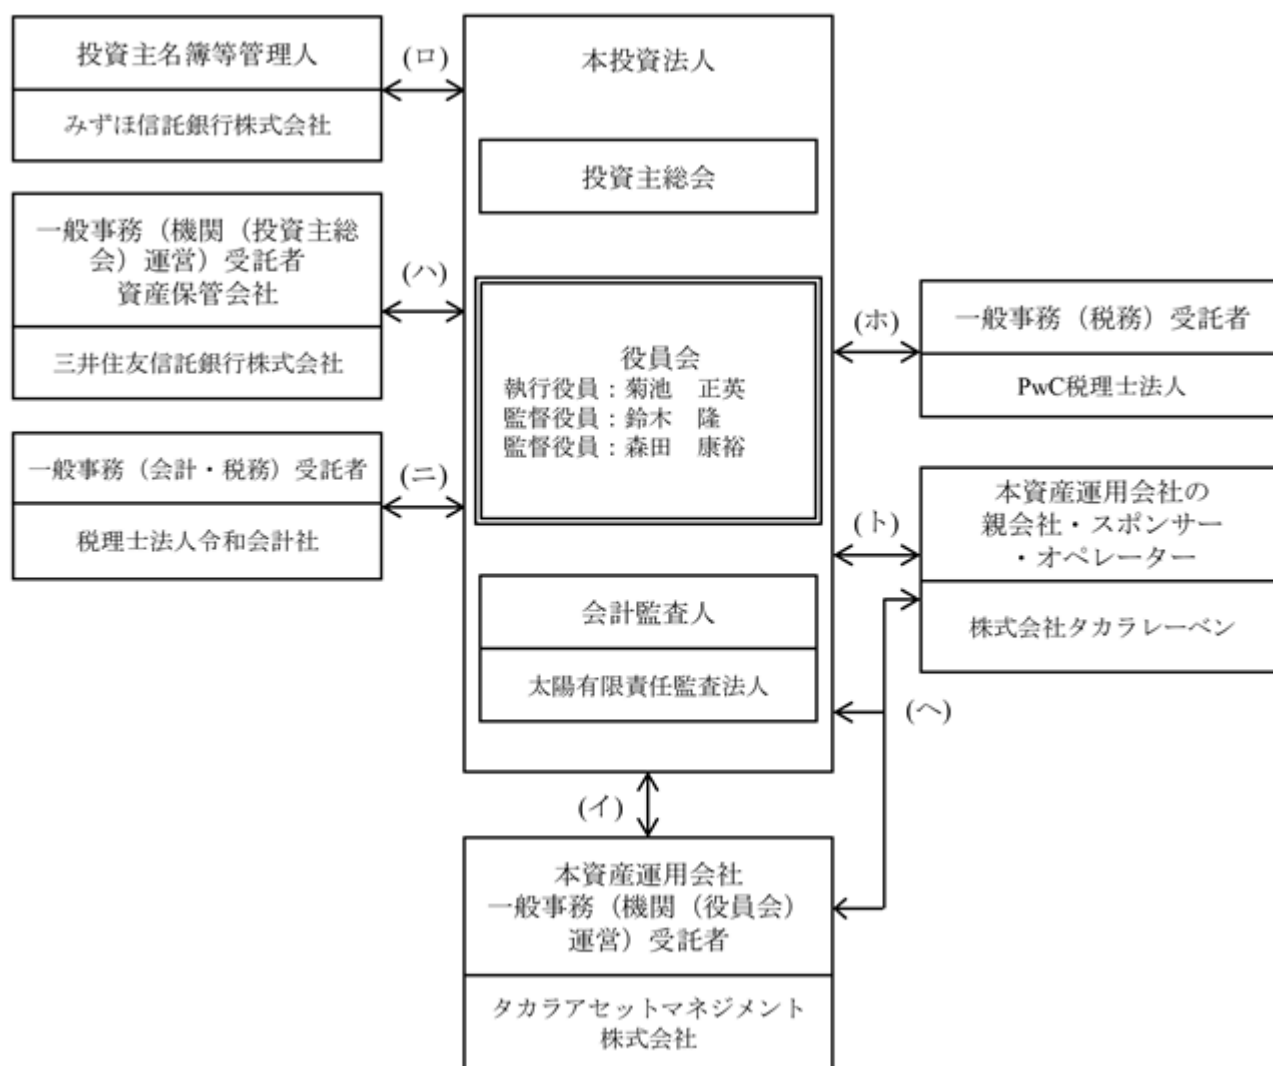 投資主名簿等管理人
みずほ信託銀行株式会社
(ロ)
一般事務（機関（投資主総
会）運営）受託者
資産保管会社
三井住友信託銀行株式会社
(ハ)
一般事務（会計・税務）受託者
税理士法人令和会計社
(ニ)
本投資法人
投資主総会
役員会
執行役員：菊池　正英
監督役員：鈴木　隆
監督役員：森田　康裕
会計監査人
太陽有限責任監査法人
(ホ)
一般事務（税務）受託者
PwC税理士法人
(ト)
本資産運用会社の
親会社・スポンサー
・オペレーター
株式会社タカラレーベン
(ヘ)
(イ)
本資産運用会社
一般事務（機関（役員会）
運営）受託者
タカラアセットマネジメント
株式会社